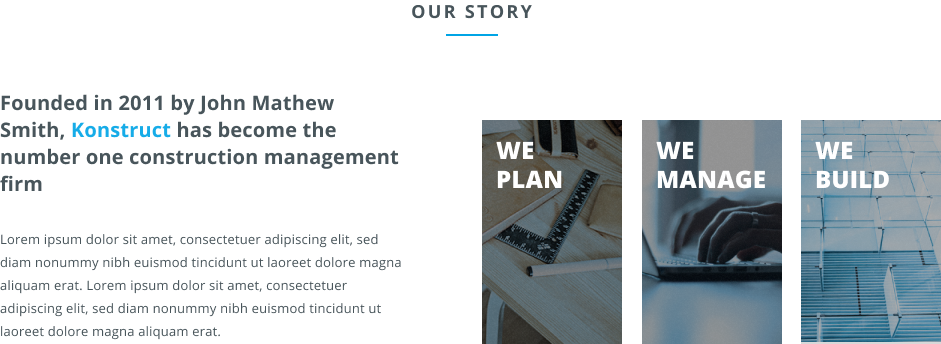 OUR STORY
Founded in 2011 by John Mathew
Smith, Konstruct has become the
number one construction management
firm
Lorem ipsum dolor sit amet, consectetuer adipiscing elit, sed
diam nonummy nibh euismod tincidunt ut laoreet dolore magna
aliquam erat. Lorem ipsum dolor sit amet, consectetuer
adipiscing elit, sed diam nonummy nibh euismod tincidunt ut
laoreet dolore magna aliquam erat.
WE
PLAN
WE
MANAGE
WE
BUILD